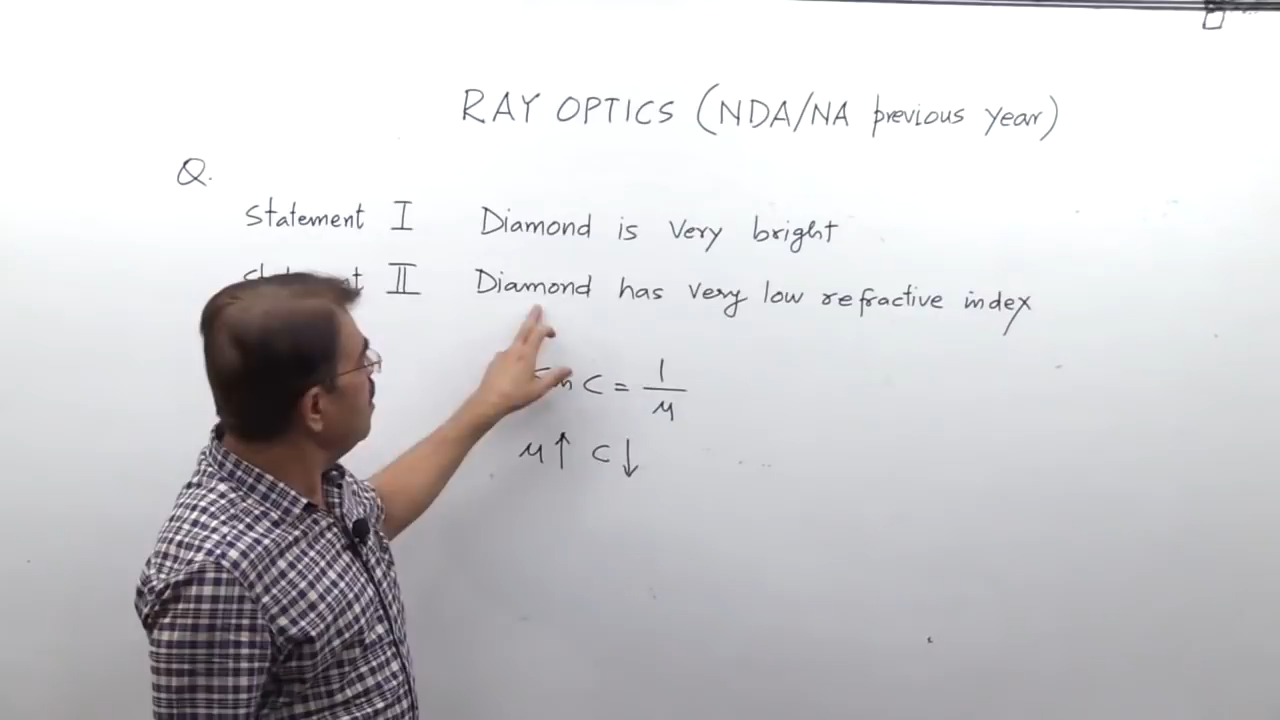 RAY OPTICS (NDA/NA previous year)
Q.
Statement I Diamond is very bright
II Diamond has very low refractive index
C = 1/μ
μ↑ C↓